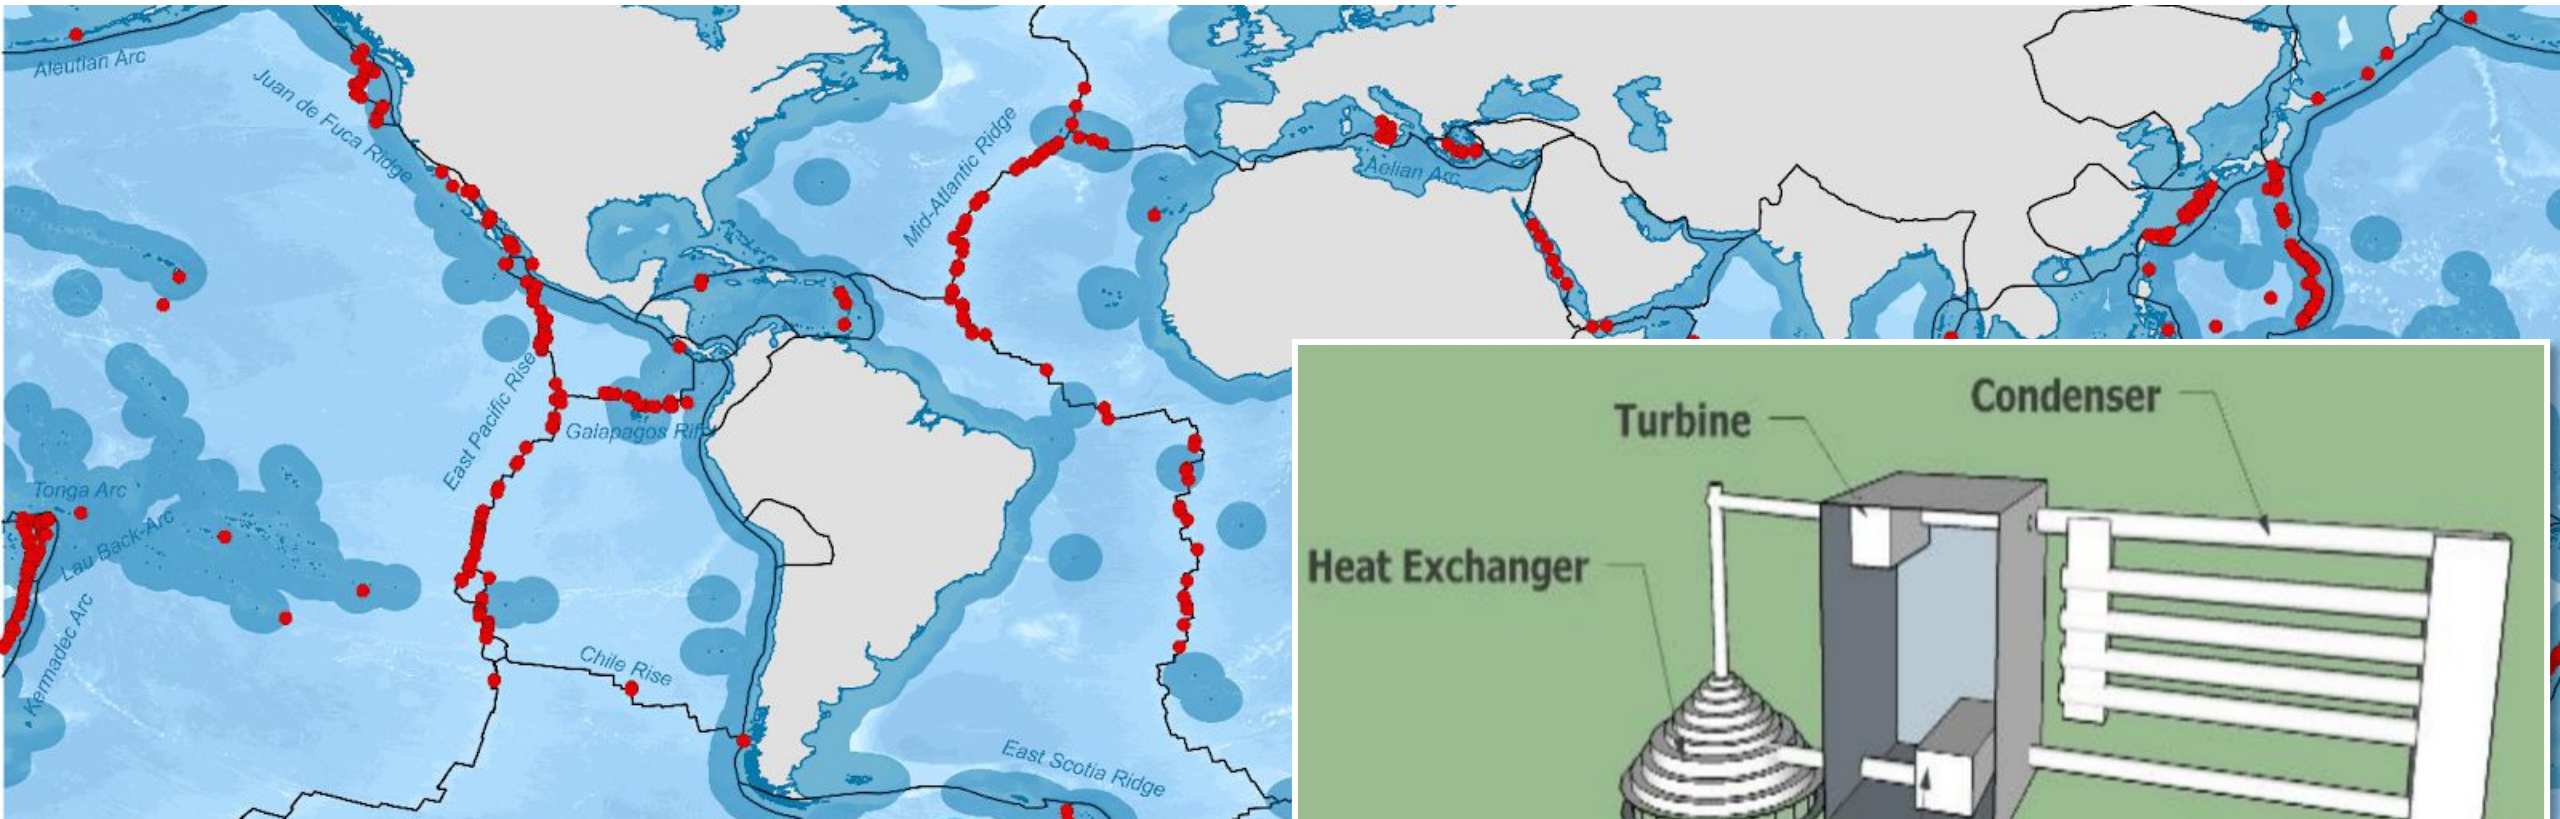 Aleutian Arc
Juan de Fuca Ridge
Mid-Atlantic Ridge
Aelian Arc
East Pacific Rise
Galapagos Rift
Tonga Arc
Lau Back-Arc
Kermadec Arc
Chile Rise
East Scotia Ridge
Turbine
Condenser
Heat Exchanger